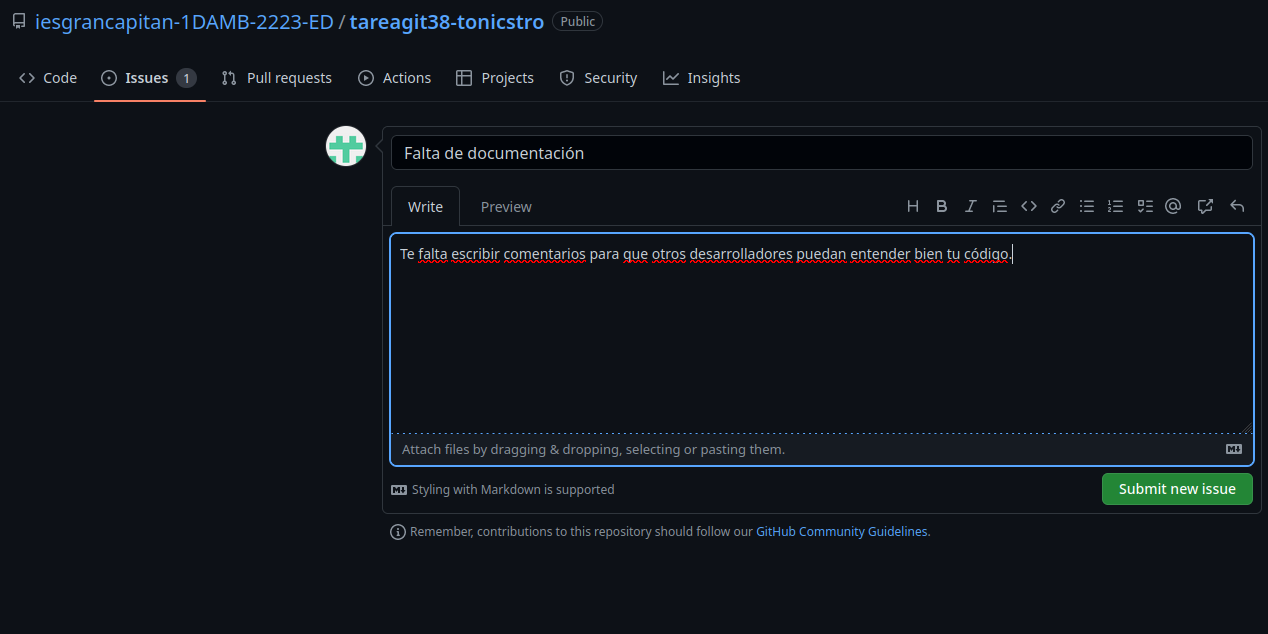 iesgrancapitan-1DAMB-2223-ED / tareagit38-tonicstro Public
Code Issues 1 Pull requests Actions Projects Security Insights
Falta de documentación
Write Preview
Te falta escribir comentarios para que otros desarrolladores puedan entender bien tu código.
Attach files by dragging & dropping, selecting or pasting them.
Styling with Markdown is supported
Submit new issue
Remember, contributions to this repository should follow our GitHub Community Guidelines.